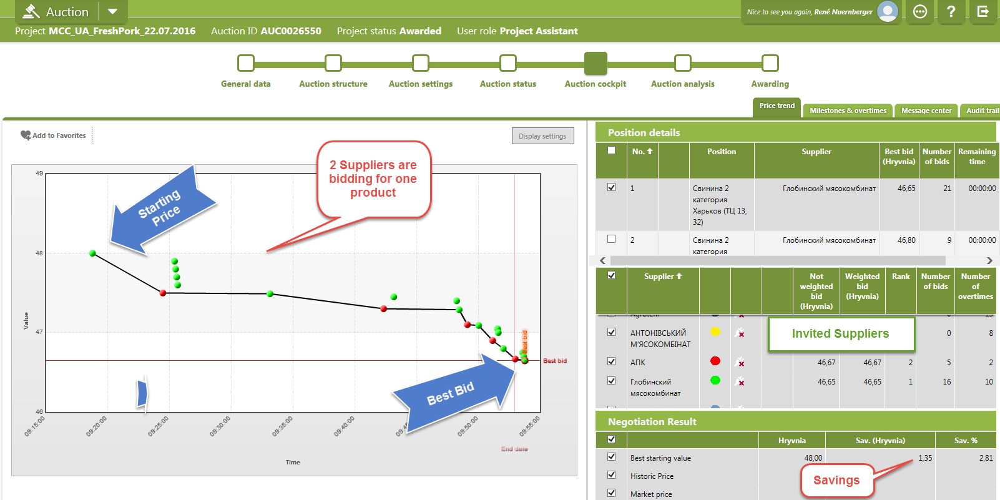 Auction
Nice to see you again, René Nuernberger
?
Project MCC_UA_FreshPork_22.07.2016 Auction ID AUC0026550 Project status Awarded User role Project Assistant
General data
Auction structure
Auction settings
Auction status
Auction cockpit
Auction analysis
Awarding
Price trend
Milestones & overtimes
Message center
Audit trail
Add to Favorites
Display settings
2 Suppliers are
bidding for one
product
Starting
Price
Best Bid
49
48
47
46
Value
09:15:00
09:20:00
09:25:00
09:30:00
09:35:00
09:40:00
09:50:00
09:55:00
Best bid
Best bid
End date
Time
Position details
No. Position Supplier Best bid (Hryvnia) Number of bids Remaining time
1 Свинина 2 Глобинский мясокомбинат 46,65 21 00:00:00
категория
Харьков (ТЦ 13,
32)
2 Свинина 2 Глобинский мясокомбинат 46,80 9 00:00:00
категория
Supplier Not weighted bid (Hryvnia) Weighted bid (Hryvnia) Rank Number of bids Number of overtimes
Invited Suppliers
АНТОНІВСЬКИЙ 0 8
М'ЯСОКОМБІНАТ
АПК 46,67 46,67 2 5 2
Глобинский 46,65 46,65 1 16 10
мясокомбинат
Negotiation Result
Hryvnia Sav. (Hryvnia) Sav. %
Best starting value 48,00 1,35 2,81
Historic Price
Market price
Savings